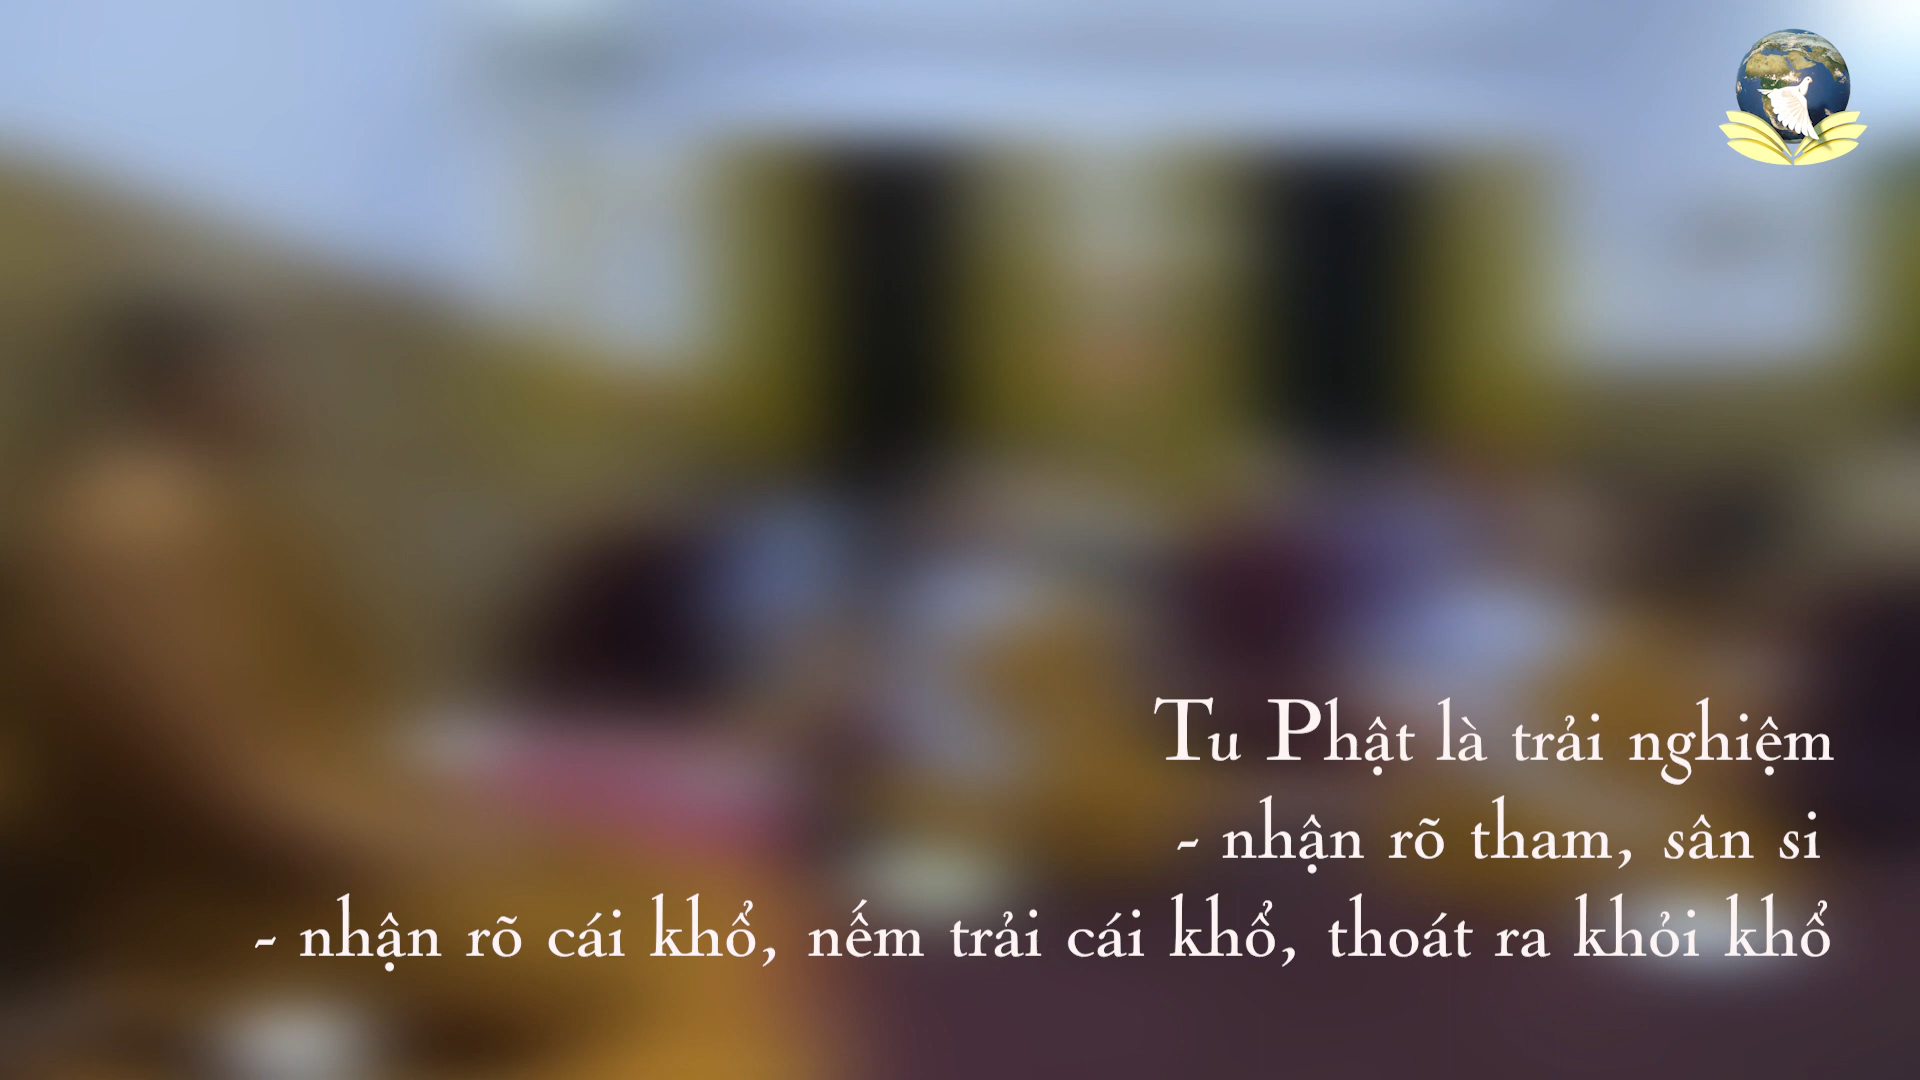 Tu Phật là trải nghiệm
- nhận rõ tham, sân si
- nhận rõ cái khổ, nếm trải cái khổ, thoát ra khỏi khổ